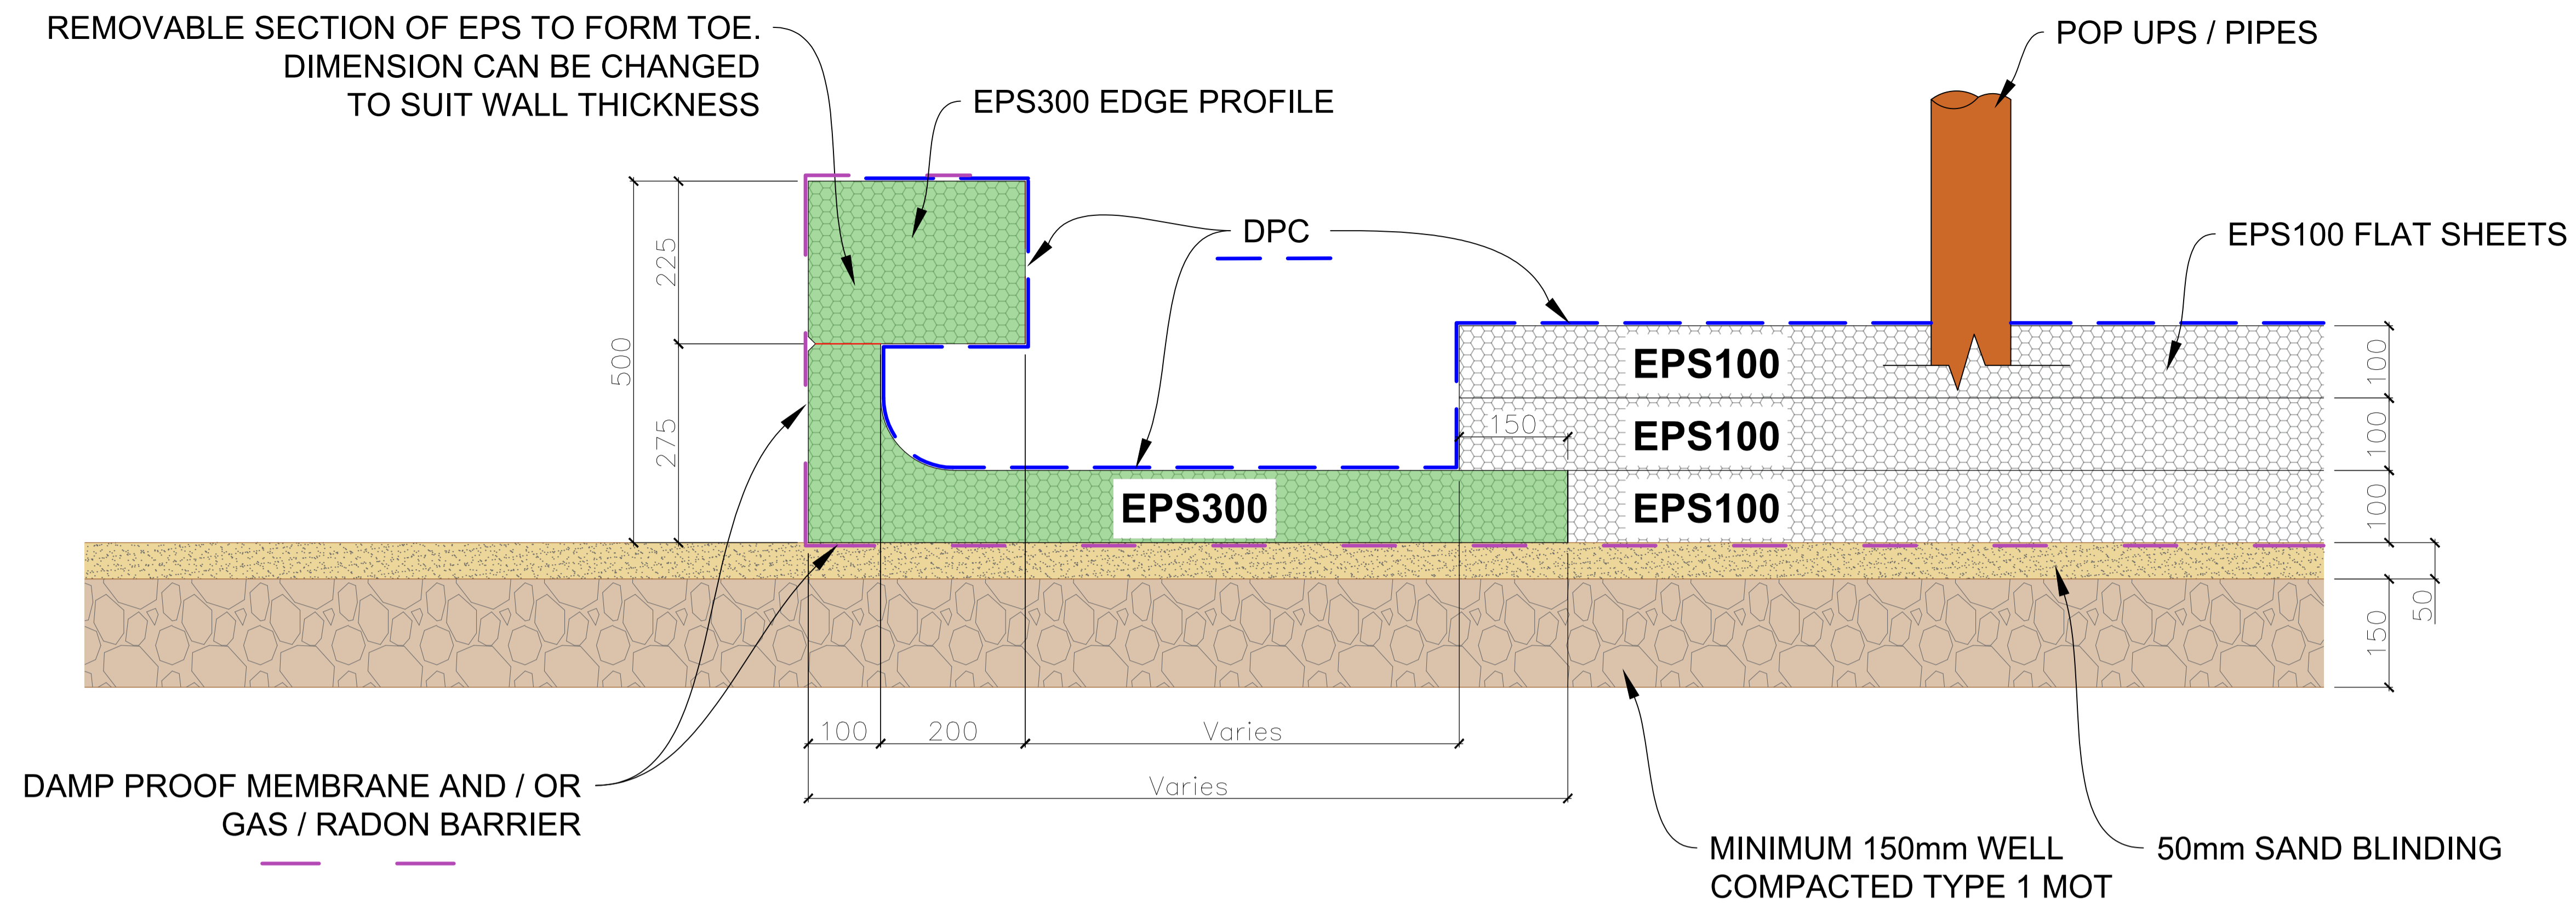 REMOVABLE SECTION OF EPS TO FORM TOE.
DIMENSION CAN BE CHANGED
TO SUIT WALL THICKNESS
EPS300 EDGE PROFILE
POP UPS / PIPES
DPC
EPS100 FLAT SHEETS
225
500
275
EPS100
EPS100
EPS100
EPS300
150
100
100
100
50
150
100
200
Varies
Varies
DAMP PROOF MEMBRANE AND / OR
GAS / RADON BARRIER
MINIMUM 150mm WELL
COMPACTED TYPE 1 MOT
50mm SAND BLINDING